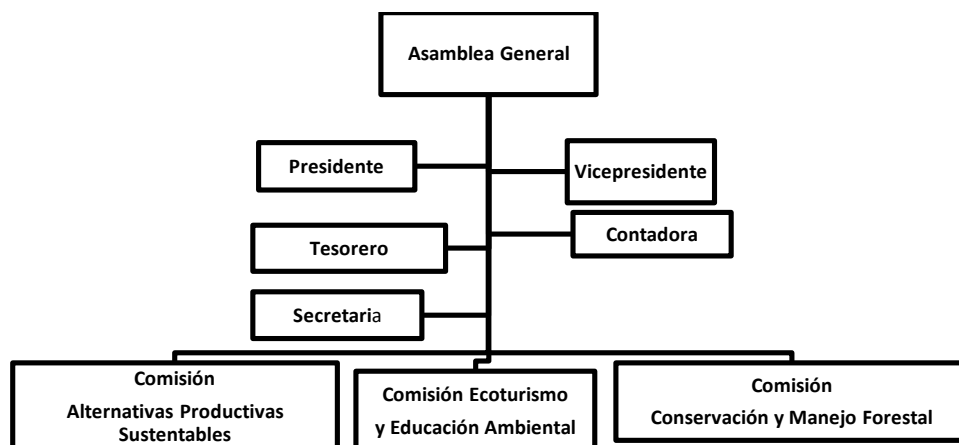 Asamblea General
Presidente
Vicepresidente
Tesorero
Contadora
Secretaria
Comisión
Alternativas Productivas
Sustentables
Comisión Ecoturismo
y Educación Ambiental
Comisión
Conservación y Manejo Forestal